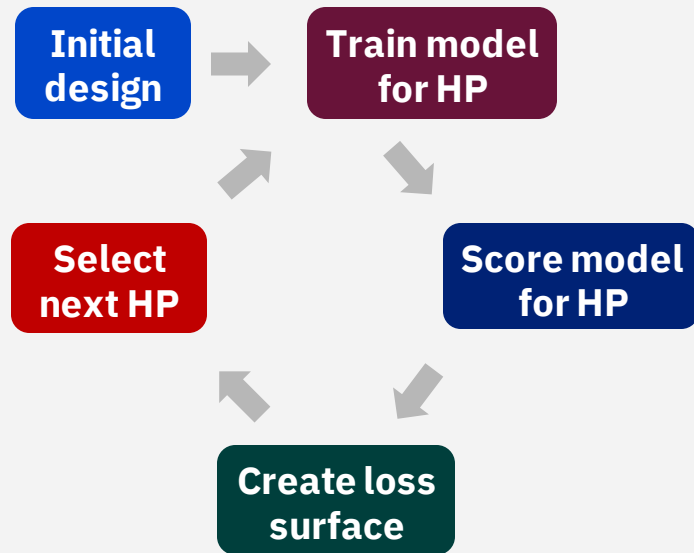 Initial
design
Train model
for HP
Select
next HP
Score model
for HP
Create loss
surface